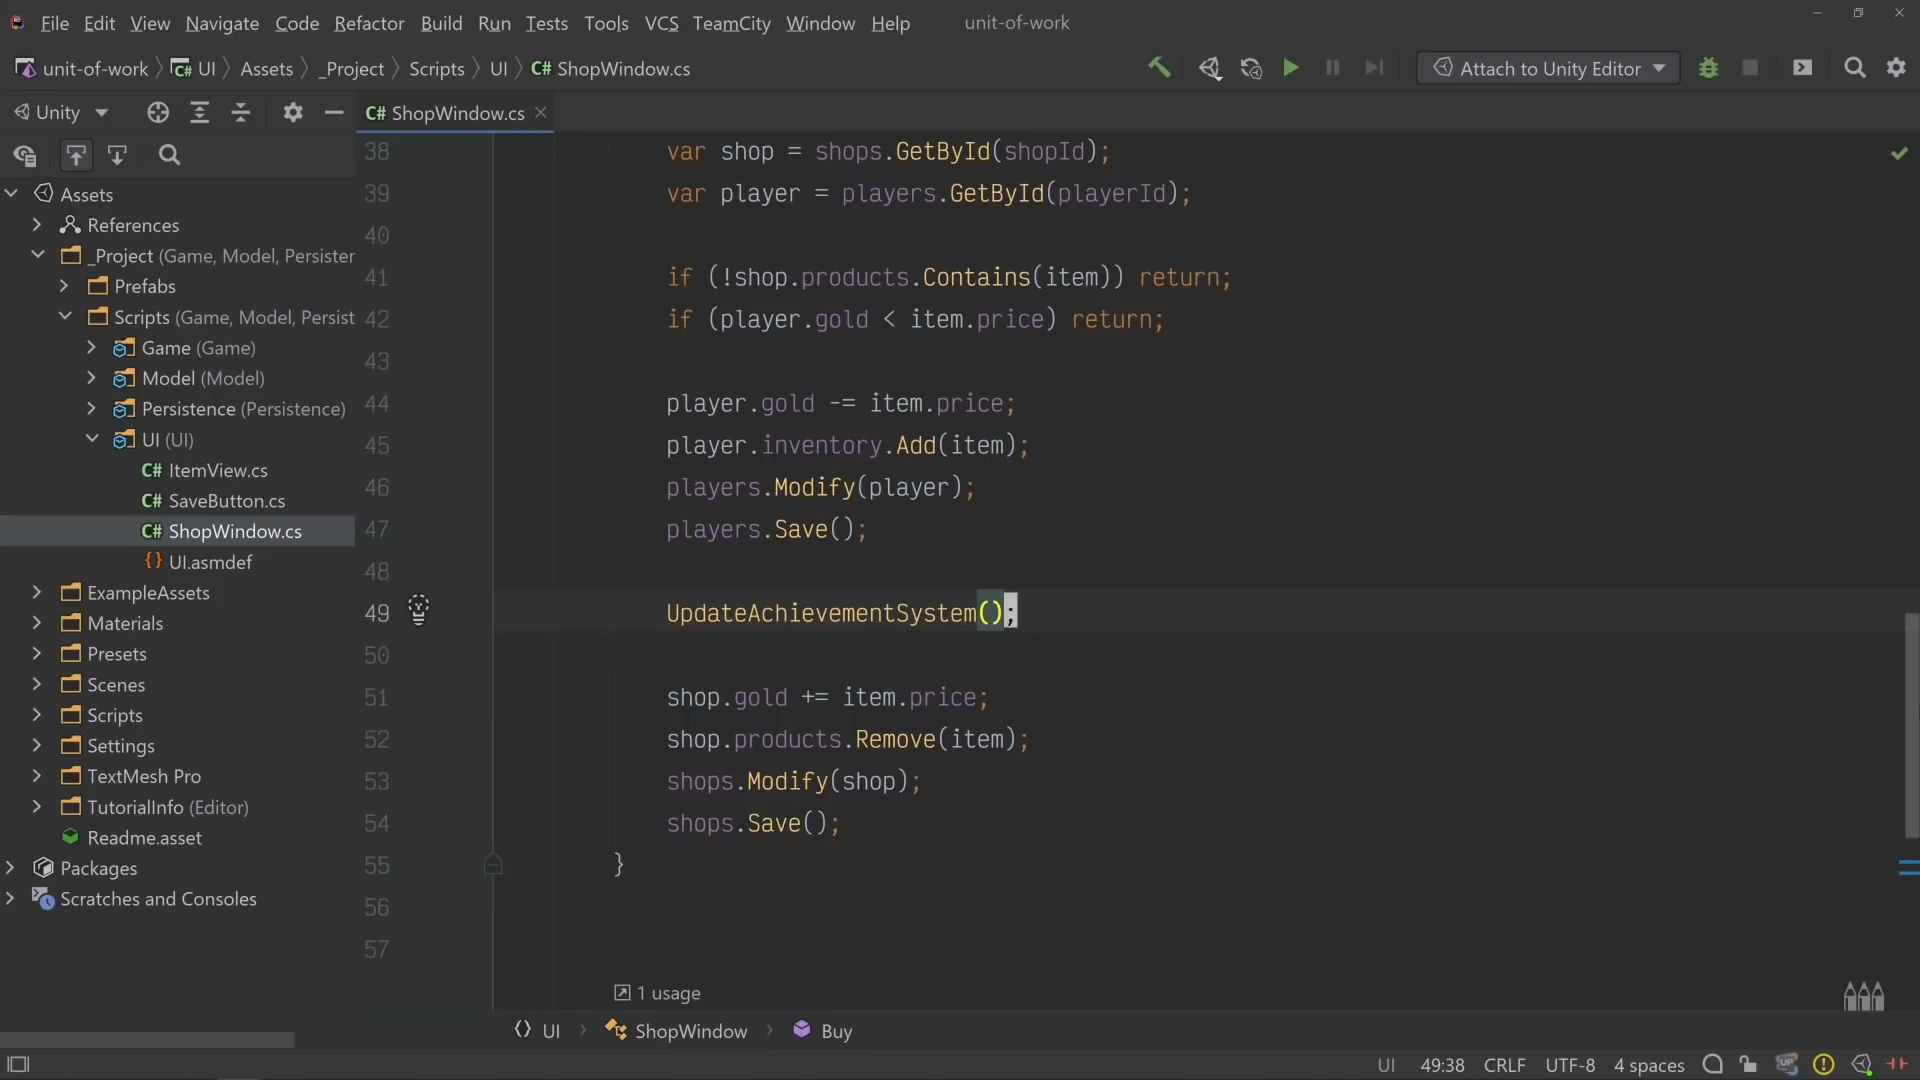 File Edit View Navigate Code Refactor Build Run Tests Tools VCS TeamCity Window Help unit-of-work
unit-of-work UI Assets _Project Scripts UI C# ShopWindow.cs Attach to Unity Editor
Unity
C# ShopWindow.cs
Assets
References
_Project (Game, Model, Persister
Prefabs
Scripts (Game, Model, Persist
Game (Game)
Model (Model)
Persistence (Persistence)
UI (UI)
C# ItemView.cs
C# SaveButton.cs
C# ShopWindow.cs
{} UI.asmdef
ExampleAssets
Materials
Presets
Scenes
Scripts
Settings
TextMesh Pro
TutorialInfo (Editor)
Readme.asset
Packages
Scratches and Consoles
38 var shop = shops.GetById(shopId);
39 var player = players.GetById(playerId);
40
41 if (!shop.products.Contains(item)) return;
42 if (player.gold < item.price) return;
43
44 player.gold -= item.price;
45 player.inventory.Add(item);
46 players.Modify(player);
47 players.Save();
48
49 UpdateAchievementSystem();
50
51 shop.gold += item.price;
52 shop.products.Remove(item);
53 shops.Modify(shop);
54 shops.Save();
55 }
56
57
1 usage
UI ShopWindow Buy
UI 49:38 CRLF UTF-8 4 spaces